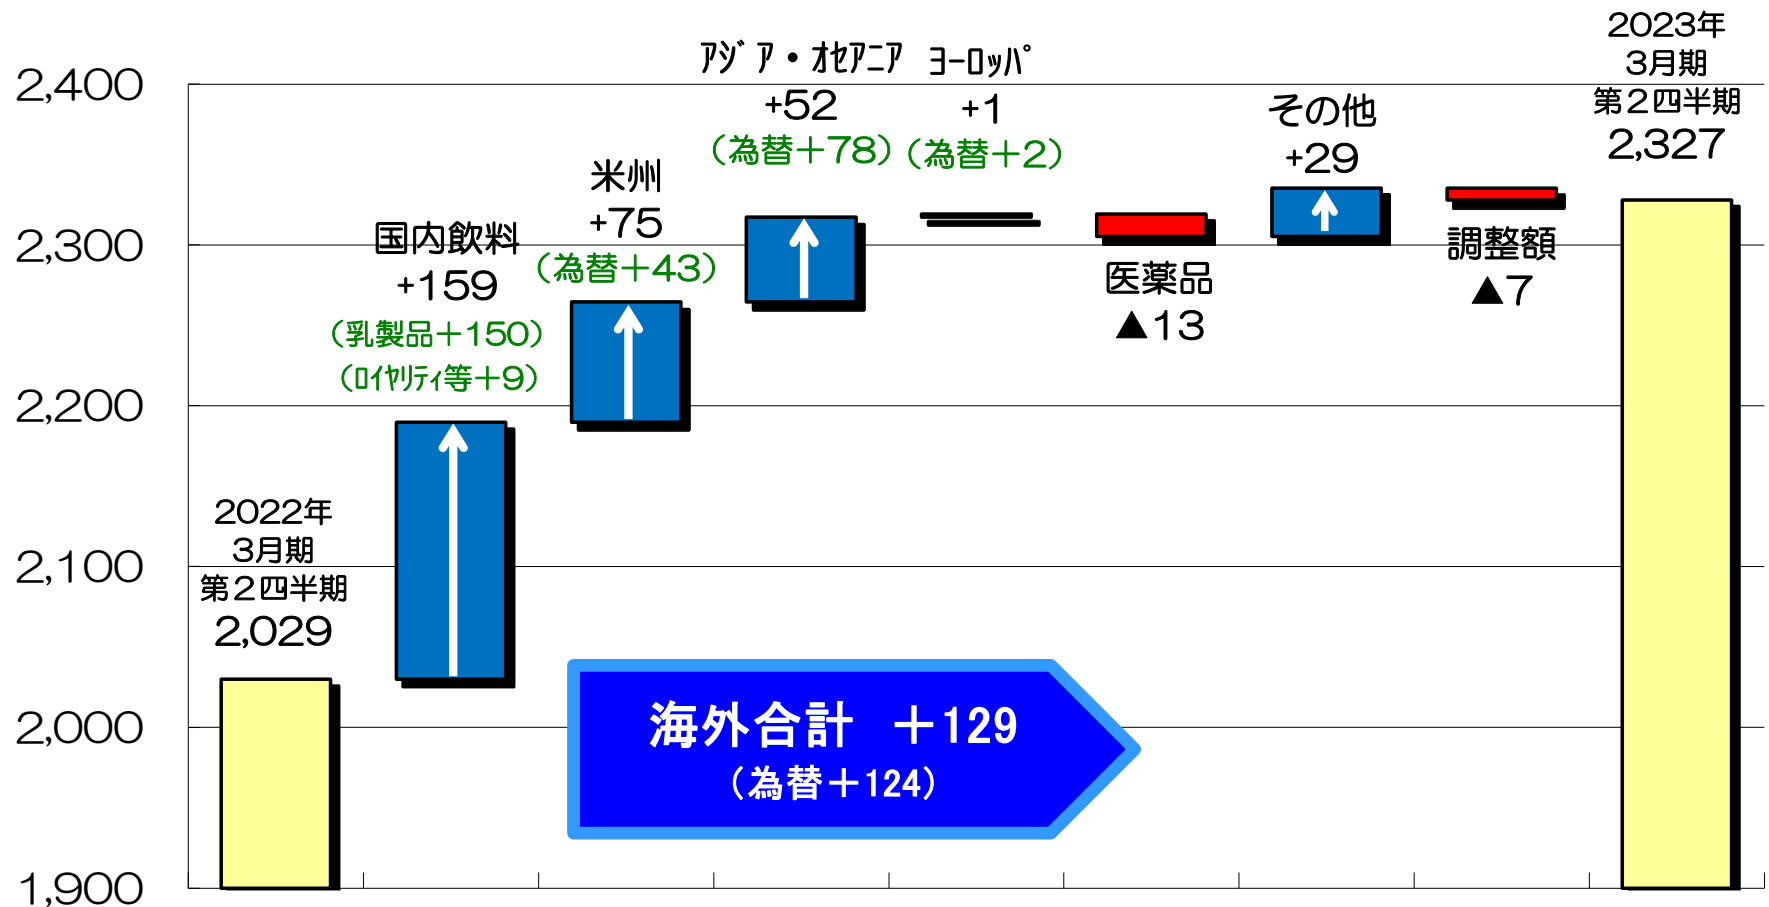 2,400
2,300
2,200
2,100
2,000
1,900
2022年
3月期
第2四半期
2,029
国内飲料
+159
（乳製品＋150）
（ﾛｲﾔﾘﾃｨ等＋9）
米州
+75
（為替＋43）
ｱｼﾞｱ・ｵｾｱﾆｱ
+52
（為替＋78）
ﾖｰﾛｯﾊﾟ
+1
（為替＋2）
医薬品
▲13
その他
+29
調整額
▲7
2023年
3月期
第2四半期
2,327
海外合計　＋129
（為替＋124）